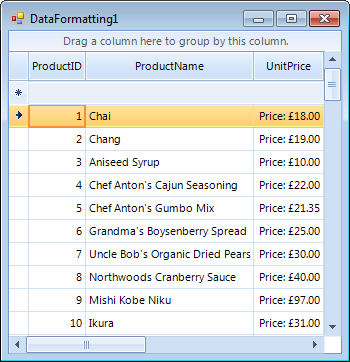 DataFormatting1
Drag a column here to group by this column.
ProductID ProductName UnitPrice
1 Chai Price: £18.00
2 Chang Price: £19.00
3 Aniseed Syrup Price: £10.00
4 Chef Anton's Cajun Seasoning Price: £22.00
5 Chef Anton's Gumbo Mix Price: £21.35
6 Grandma's Boysenberry Spread Price: £25.00
7 Uncle Bob's Organic Dried Pears Price: £30.00
8 Northwoods Cranberry Sauce Price: £40.00
9 Mishi Kobe Niku Price: £97.00
10 Ikura Price: £31.00